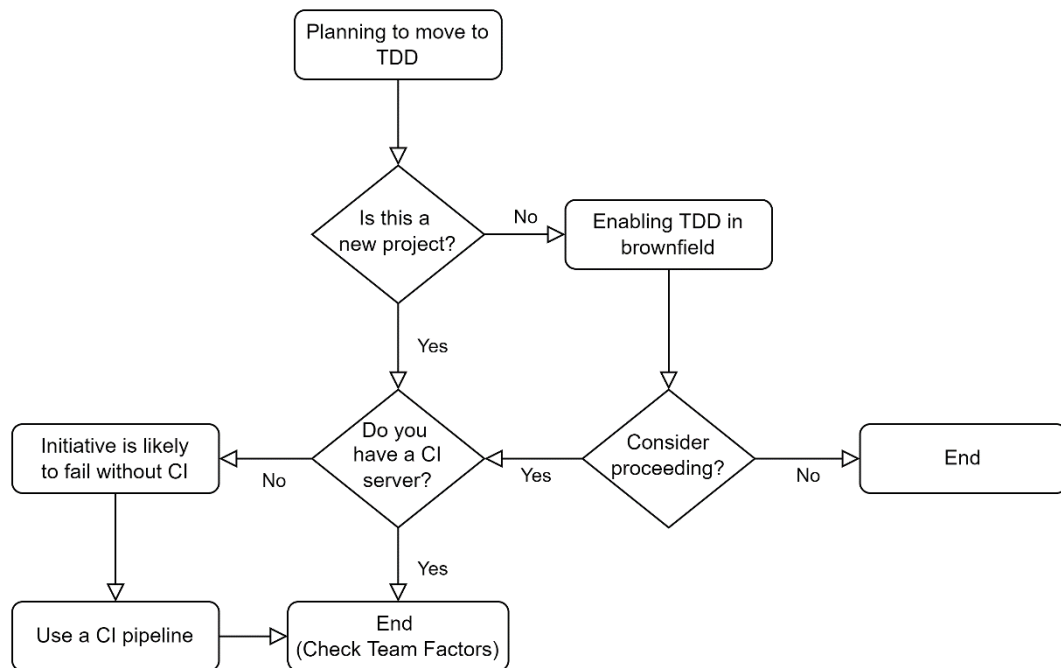 Planning to move to
TDD
Is this a
new project?
No
Enabling TDD in
brownfield
Yes
Initiative is likely
to fail without CI
No
Do you
have a CI
server?
Yes
Consider
proceeding?
No
End
Yes
Use a CI pipeline
End
(Check Team Factors)